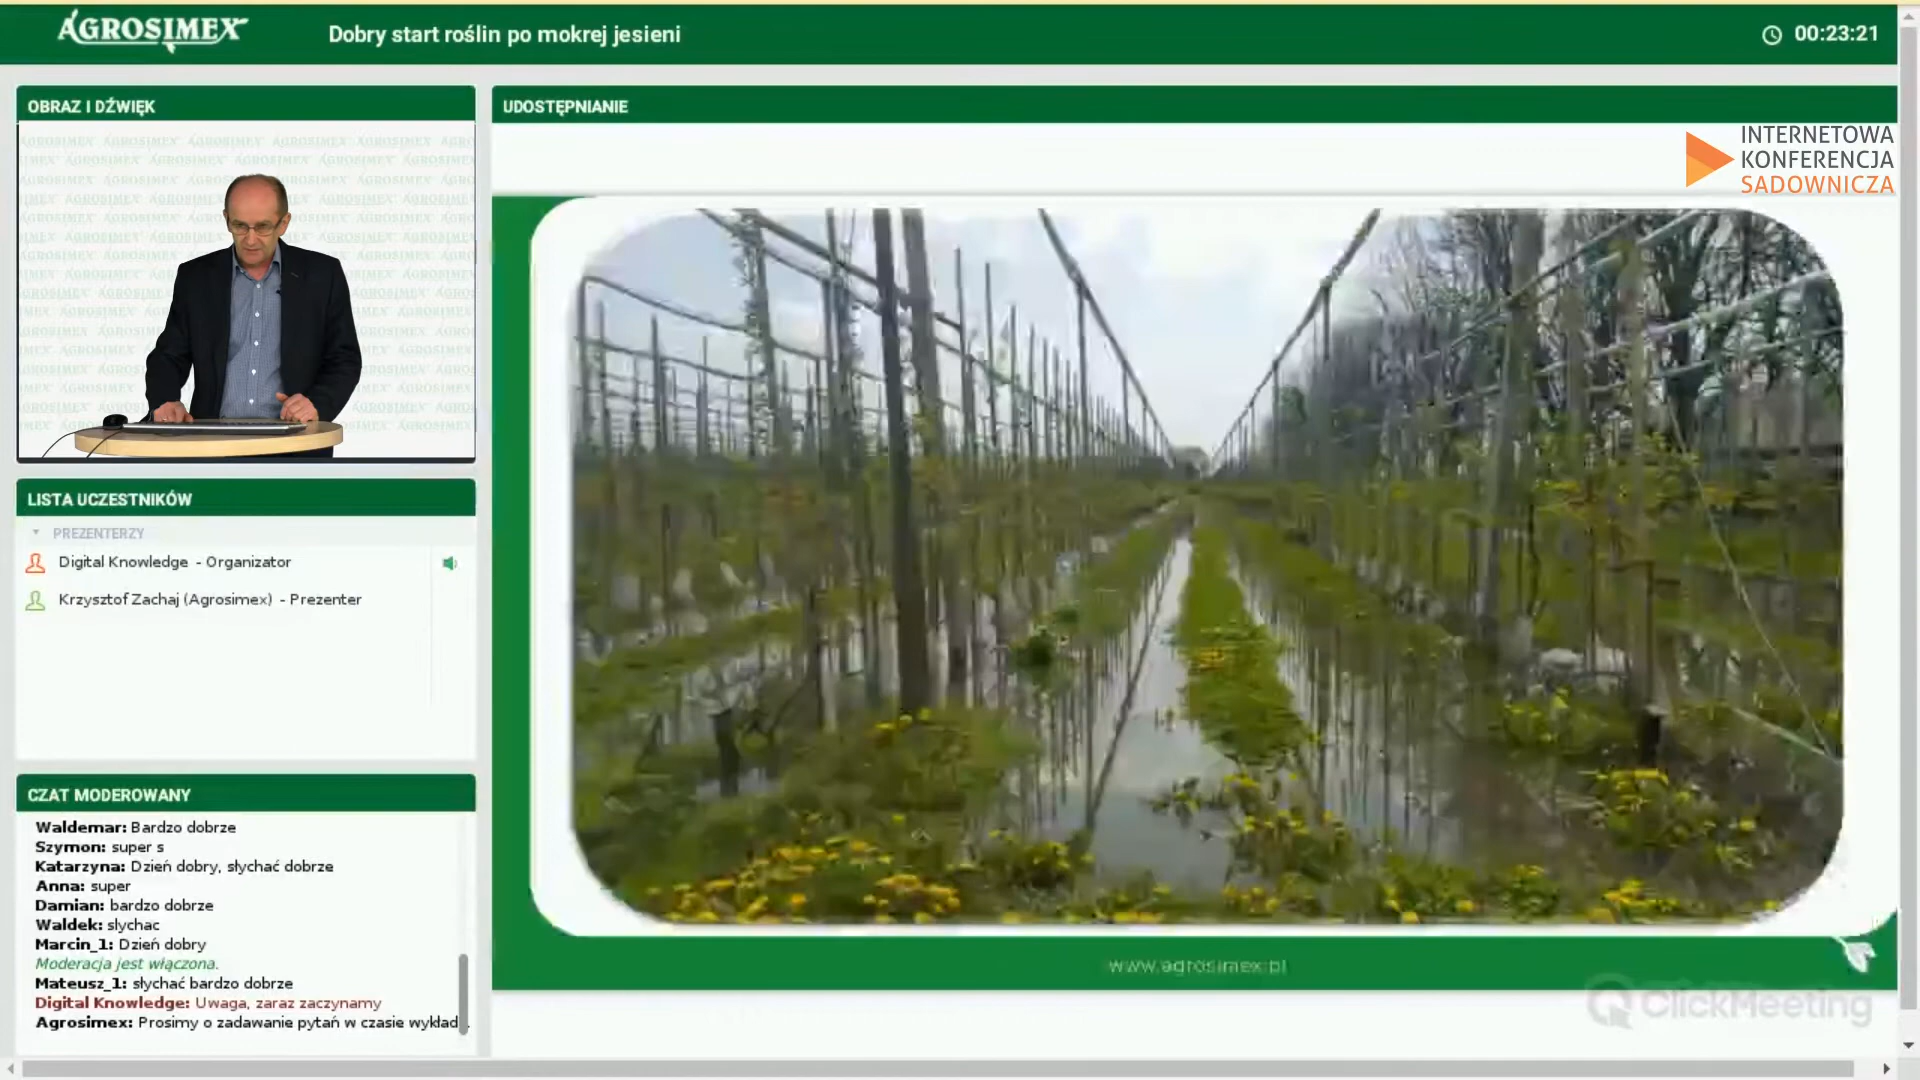 AGROSIMEX
Dobry start roślin po mokrej jesieni
00:23:21
OBRAZ I DŹWIĘK
UDOSTĘPNIANIE
INTERNETOWA
KONFERENCJA
SADOWNICZA
LISTA UCZESTNIKÓW
PREZENTERZY
Digital Knowledge - Organizator
Krzysztof Zachaj (Agrosimex) - Prezenter
CZAT MODEROWANY
Waldemar: Bardzo dobrze
Szymon: super s
Katarzyna: Dzień dobry, słychać dobrze
Anna: super
Damian: bardzo dobrze
Waldek: slychac
Marcin_1: Dzień dobry
Moderacja jest włączona.
Mateusz_1: słychać bardzo dobrze
Digital Knowledge: Uwaga, zaraz zaczynamy
Agrosimex: Prosimy o zadawanie pytań w czasie wykład
www.agrosimex.pl
ClickMeeting